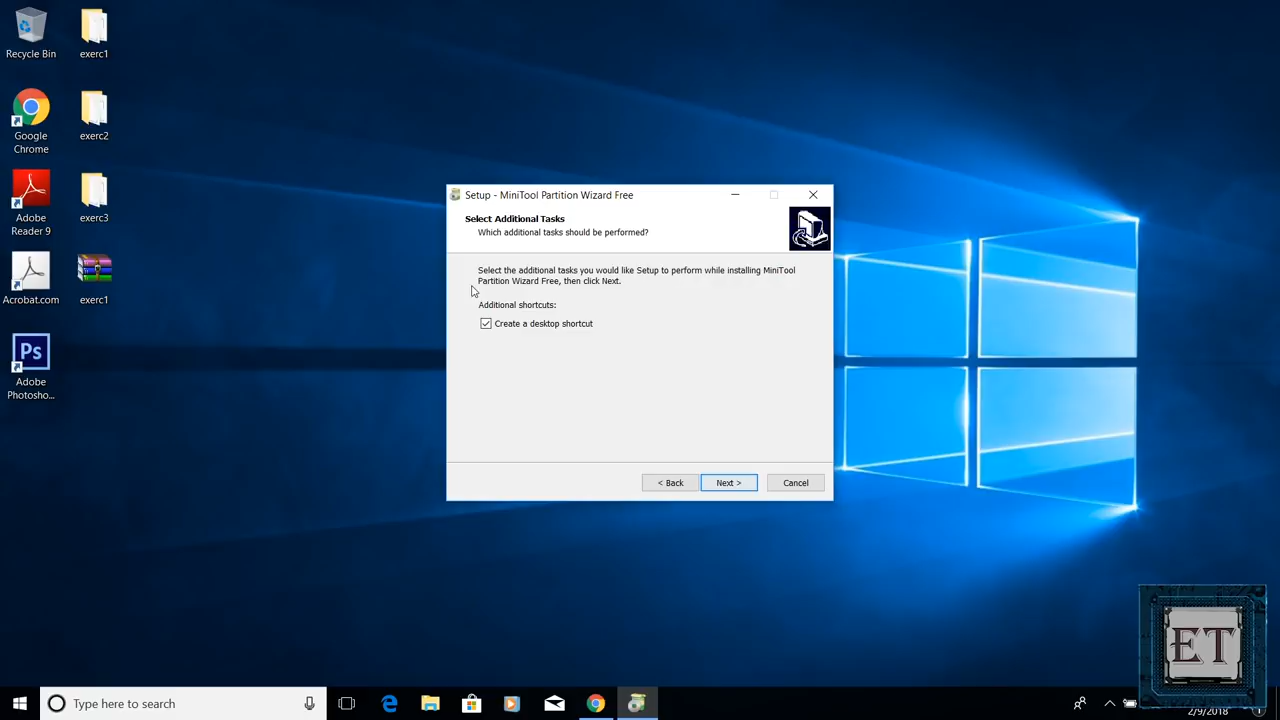 Recycle Bin
exerc1
Google
Chrome
exerc2
Adobe
Reader 9
exerc3
Acrobat.com
exerc1
Ps
Adobe
Photosho...
Setup - MiniTool Partition Wizard Free
Select Additional Tasks
Which additional tasks should be performed?
Select the additional tasks you would like Setup to perform while installing MiniTool
Partition Wizard Free, then click Next.
Additional shortcuts:
Create a desktop shortcut
< Back
Next >
Cancel
ET
Type here to search
2/9/2018